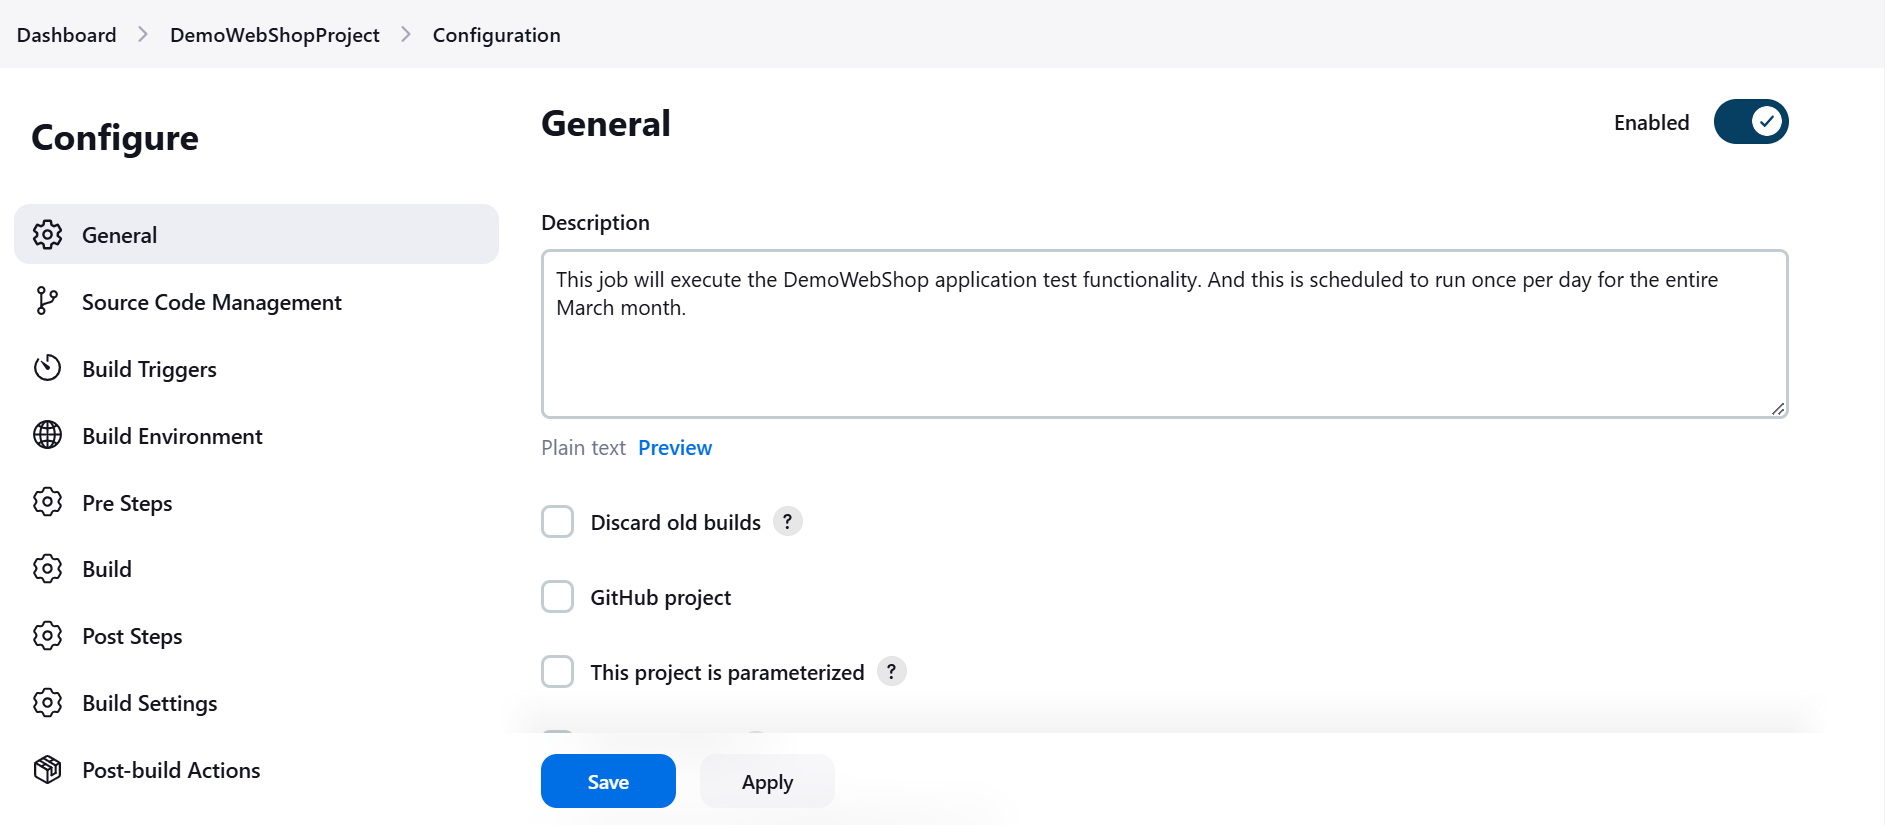 Dashboard > DemoWebShopProject > Configuration
Configure
General
Source Code Management
Build Triggers
Build Environment
Pre Steps
Build
Post Steps
Build Settings
Post-build Actions
General
Enabled
Description
This job will execute the DemoWebShop application test functionality. And this is scheduled to run once per day for the entire
March month.
Plain text Preview
Discard old builds ?
GitHub project
This project is parameterized ?
Save
Apply